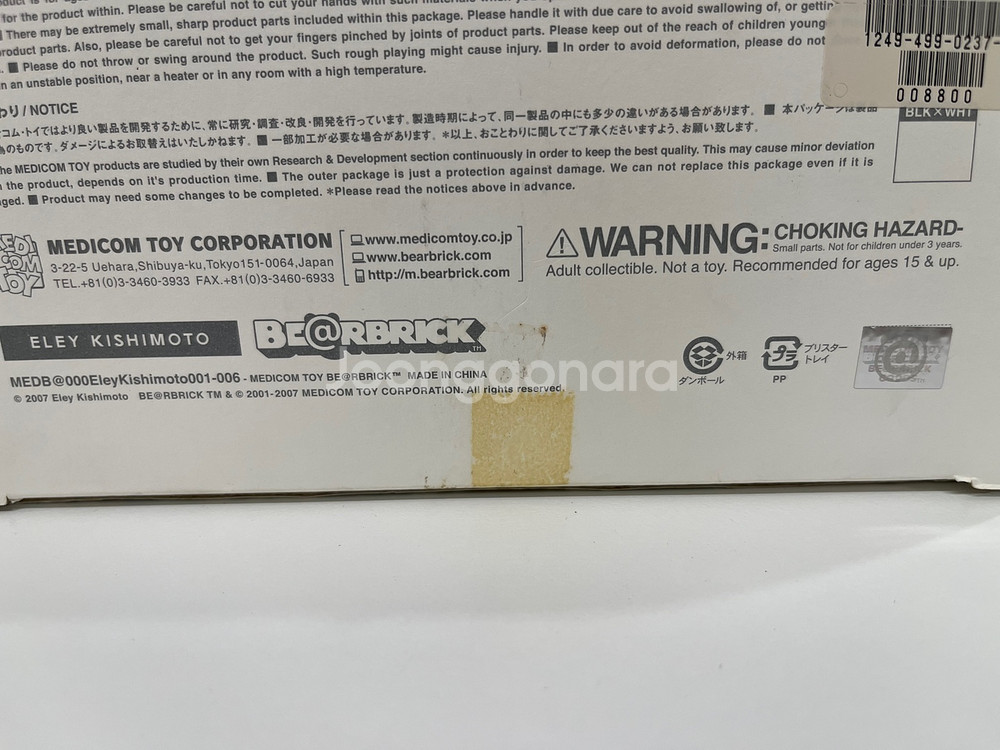 for the product within. Please be careful not to cut your hands with such materials
There may be extremely small, sharp product parts included within this package. Please handle it with due care to avoid swallowing of, or getting
product parts. Also, please be careful not to get your fingers pinched by joints of product parts. Please keep out of the reach of children young
■ Please do not throw or swing around the product. Such rough playing might cause injury. ■ In order to avoid deformation, please do not
in an unstable position, near a heater or in any room with a high temperature.
1249-499-0237-
008800
BLK×WHT
わり / NOTICE
コム・トイではより良い製品を開発するために、常に研究・調査・改良・開発を行っています。製造時期によって、同一製品の中にも多少の違いがある場合があります。 ■ 本パッケージは製品
為のものです。ダメージによるお取替えはいたしかねます。 ■ 一部加工が必要な場合があります。 *以上、おことわりに関してご了承くださいますよう、お願い致します。
he MEDICOM TOY products are studied by their own Research & Development section continuously in order to keep the best quality. This may cause minor deviation
the product, depends on it's production time. ■ The outer package is just a protection against damage. We can not replace this package even if it is
ged. ■ Product may need some changes to be completed. *Please read the notices above in advance.
MEDICOM TOY
MEDICOM TOY CORPORATION
3-22-5 Uehara,Shibuya-ku,Tokyo151-0064,Japan
TEL.+81(0)3-3460-3933 FAX.+81(0)3-3460-6933
www.medicomtoy.co.jp
www.bearbrick.com
http://m.bearbrick.com
WARNING: CHOKING HAZARD-
Small parts. Not for children under 3 years.
Adult collectible. Not a toy. Recommended for ages 15 & up.
ELEY KISHIMOTO
BE@RBRICK TM
MEDB@000EleyKishimoto001-006 - MEDICOM TOY BE@RBRICK™ MADE IN CHINA
© 2007 Eley Kishimoto BE@RBRICK TM & © 2001-2007 MEDICOM TOY CORPORATION. All rights reserved.
外箱
ダンボール
プラ
ブリスター
トレイ
PP
BE@RBRICK
Joonggonara